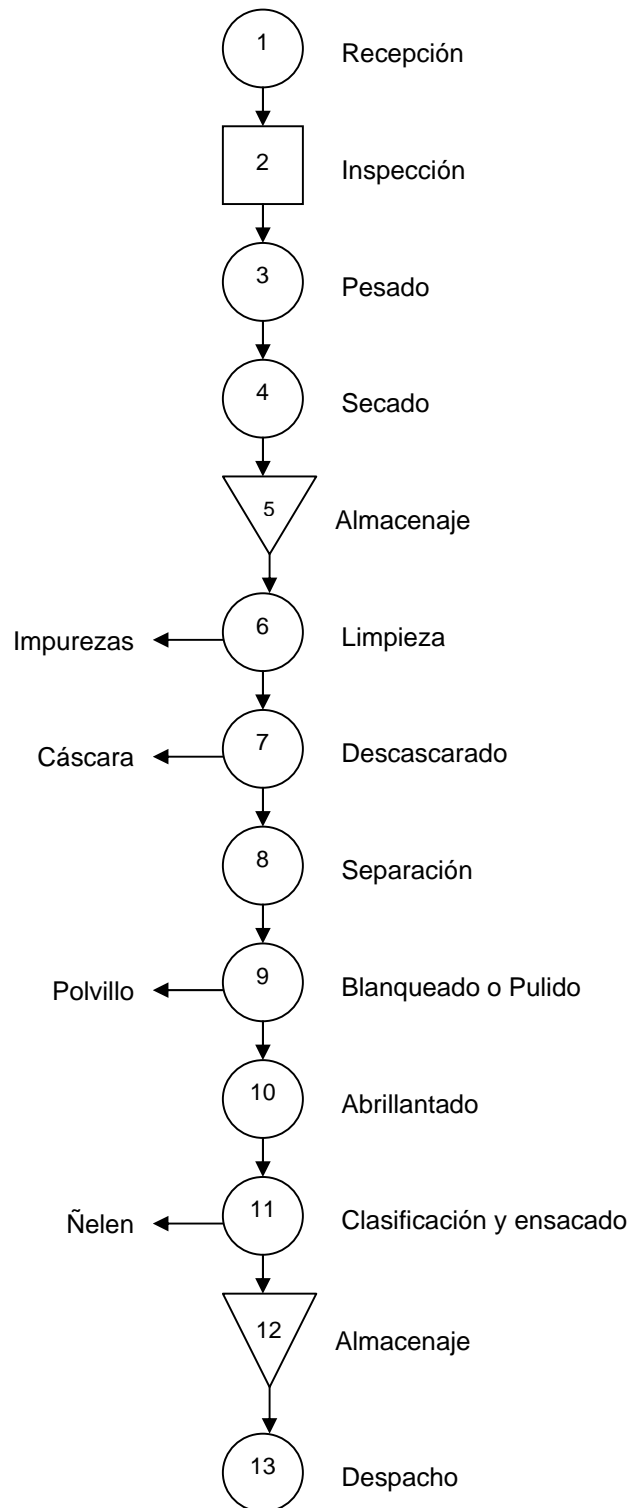 1 Recepción
2 Inspección
3 Pesado
4 Secado
5 Almacenaje
Impurezas 6 Limpieza
Cáscara 7 Descascarado
8 Separación
Polvillo 9 Blanqueado o Pulido
10 Abrillantado
Ñelen 11 Clasificación y ensacado
12 Almacenaje
13 Despacho